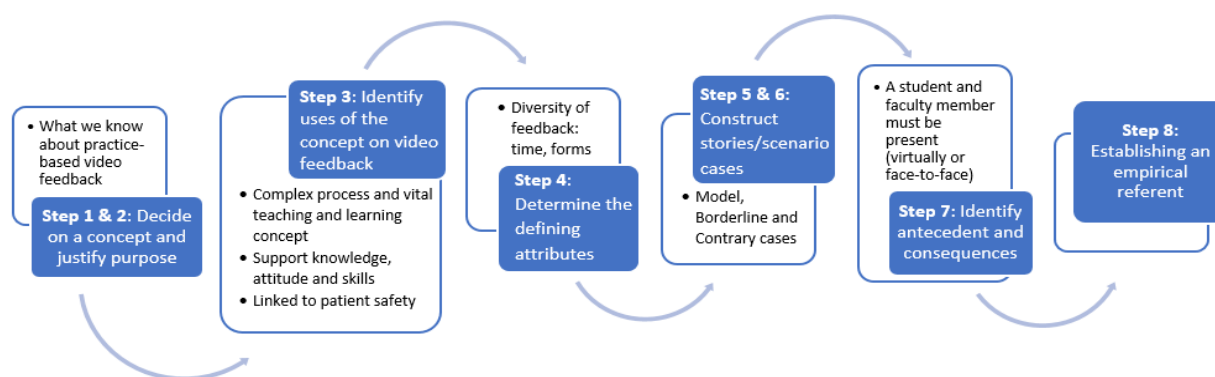 • What we know
about practice-
based video
feedback
Step 1 & 2: Decide
on a concept and
justify purpose
Step 3: Identify
uses of the
concept on video
feedback
• Complex process and vital
teaching and learning
concept
• Support knowledge,
attitude and skills
• Linked to patient safety
• Diversity of
feedback:
time, forms
Step 4:
Determine the
defining
attributes
Step 5 & 6:
Construct
stories/scenario
cases
• Model,
Borderline and
Contrary cases
• A student and
faculty member
must be
present
(virtually or
face-to-face)
Step 7: Identify
antecedent and
consequences
Step 8:
Establishing an
empirical
referent